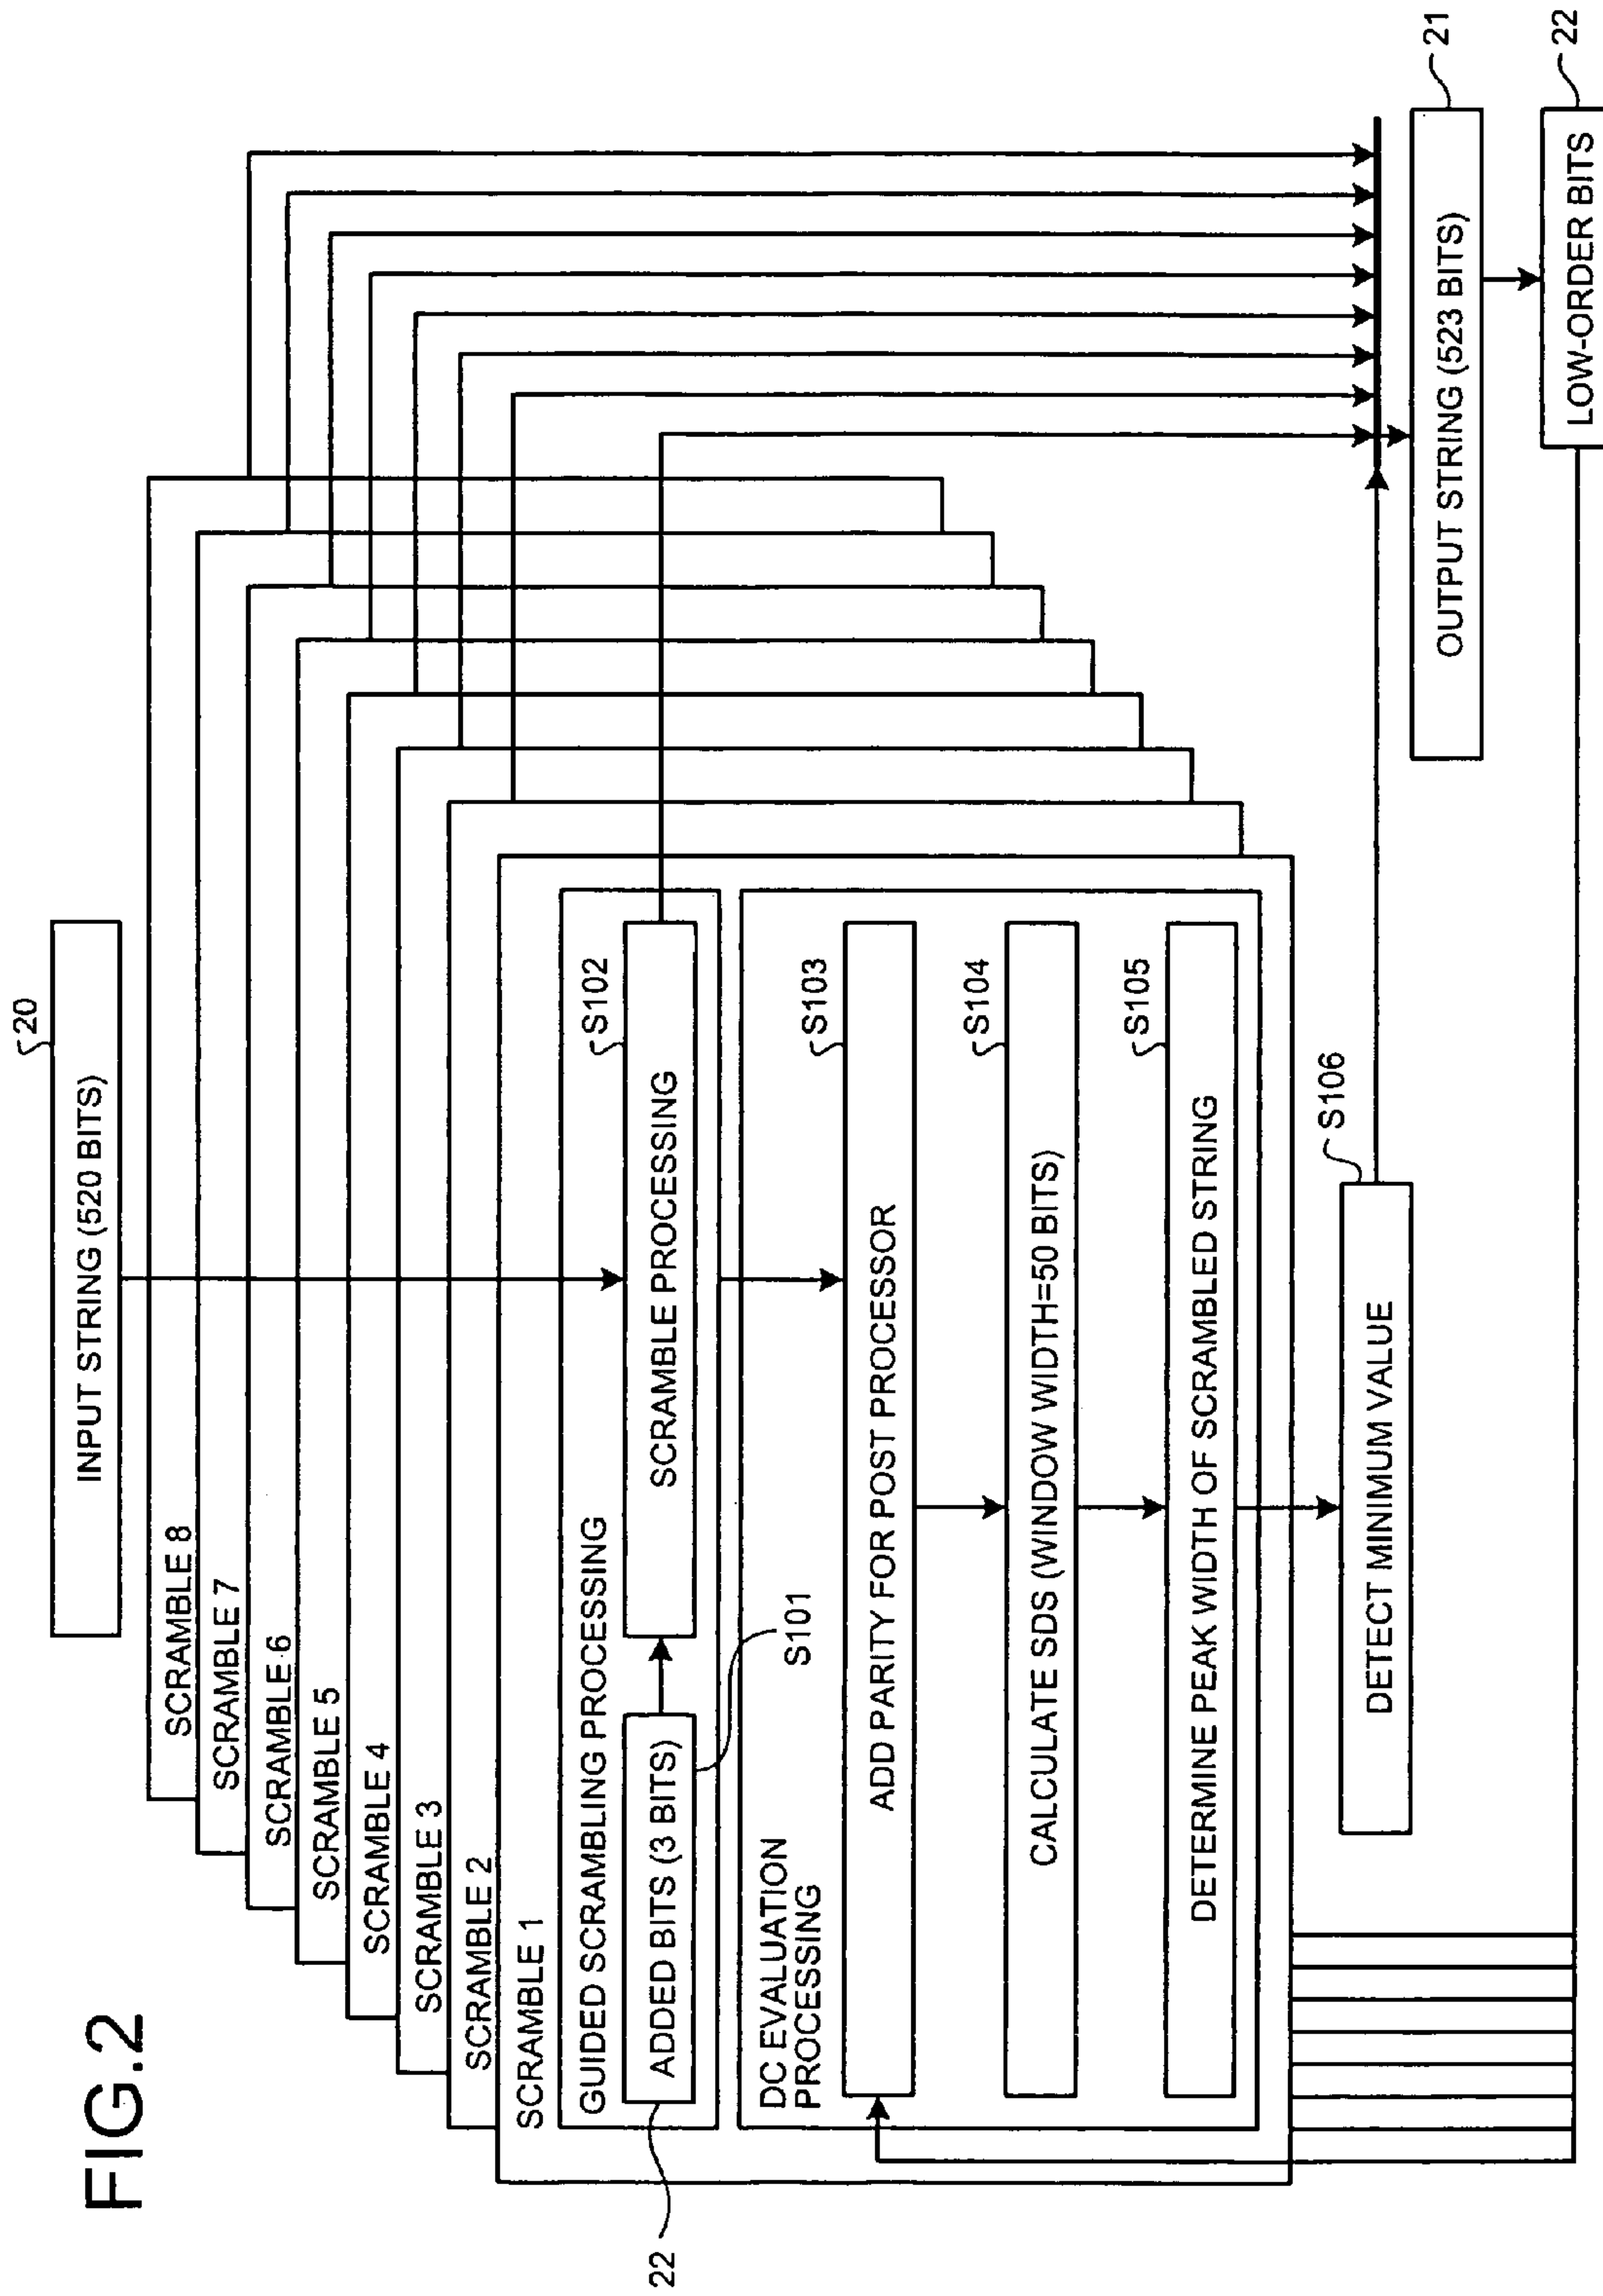 FIG.2
20
INPUT STRING (520 BITS)
SCRAMBLE 8
SCRAMBLE 7
SCRAMBLE 6
SCRAMBLE 5
SCRAMBLE 4
SCRAMBLE 3
SCRAMBLE 2
SCRAMBLE 1
GUIDED SCRAMBLING PROCESSING
S102
22
ADDED BITS (3 BITS)
SCRAMBLE PROCESSING
S101
DC EVALUATION
PROCESSING
S103
ADD PARITY FOR POST PROCESSOR
S104
CALCULATE SDS (WINDOW WIDTH=50 BITS)
S105
DETERMINE PEAK WIDTH OF SCRAMBLED STRING
S106
DETECT MINIMUM VALUE
21
OUTPUT STRING (523 BITS)
22
LOW-ORDER BITS